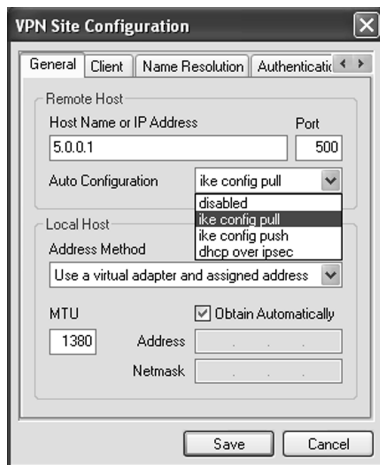 VPN Site Configuration
General Client Name Resolution
Remote Host
Host Name or IP Address Port
5.0.0.1 500
Auto Configuration ike config pull
disabled
ike config pull
ike config push
dhcp over ipsec
Local Host
Address Method
Use a virtual adapter and assigned address
MTU Obtain Automatically
1380 Address . . .
Netmask . . .
Save Cancel